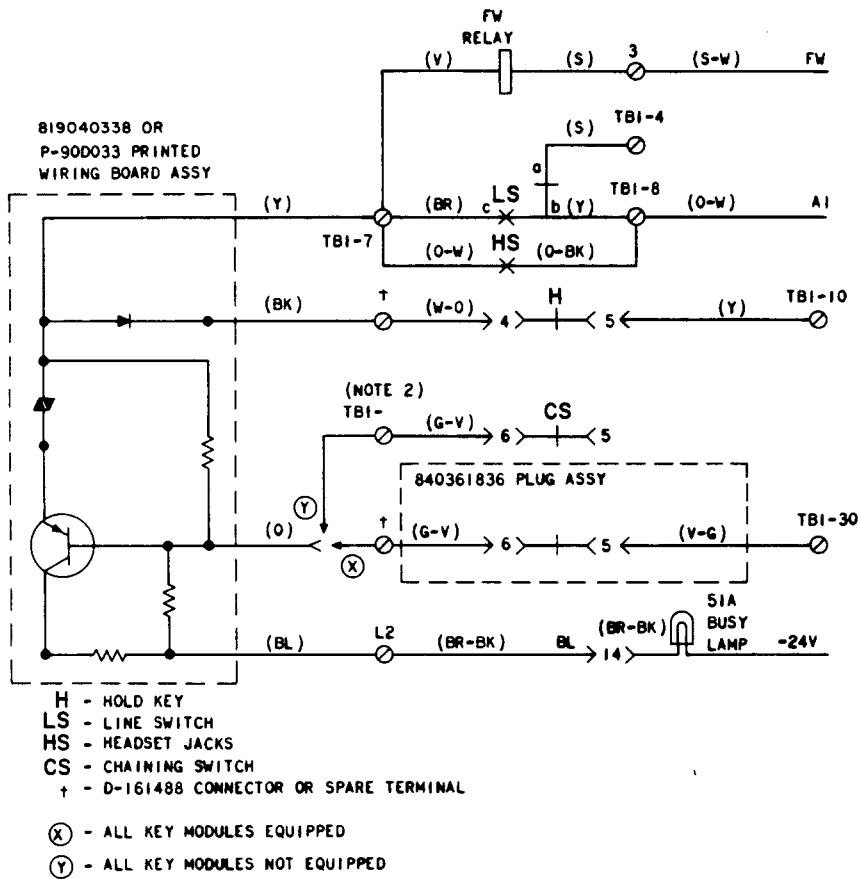 FW
RELAY
(V)
(S)
3
(S-W)
FW
819040338 OR
P-90D033 PRINTED
WIRING BOARD ASSY
(S)
TB1-4
a
(Y)
TB1-7
(BR)
c
LS
b
(Y)
TB1-8
(O-W)
A1
(O-W)
HS
(O-BK)
(BK)
†
(W-O)
4
H
5
(Y)
TB1-10
(NOTE 2)
TB1-
(G-V)
6
CS
5
840361836 PLUG ASSY
Y
(O)
X
†
(G-V)
6
5
(V-G)
TB1-30
51A
BUSY
LAMP
(BL)
L2
(BR-BK)
BL
14
(BR-BK)
-24V
H - HOLD KEY
LS - LINE SWITCH
HS - HEADSET JACKS
CS - CHAINING SWITCH
† - D-161488 CONNECTOR OR SPARE TERMINAL
X - ALL KEY MODULES EQUIPPED
Y - ALL KEY MODULES NOT EQUIPPED